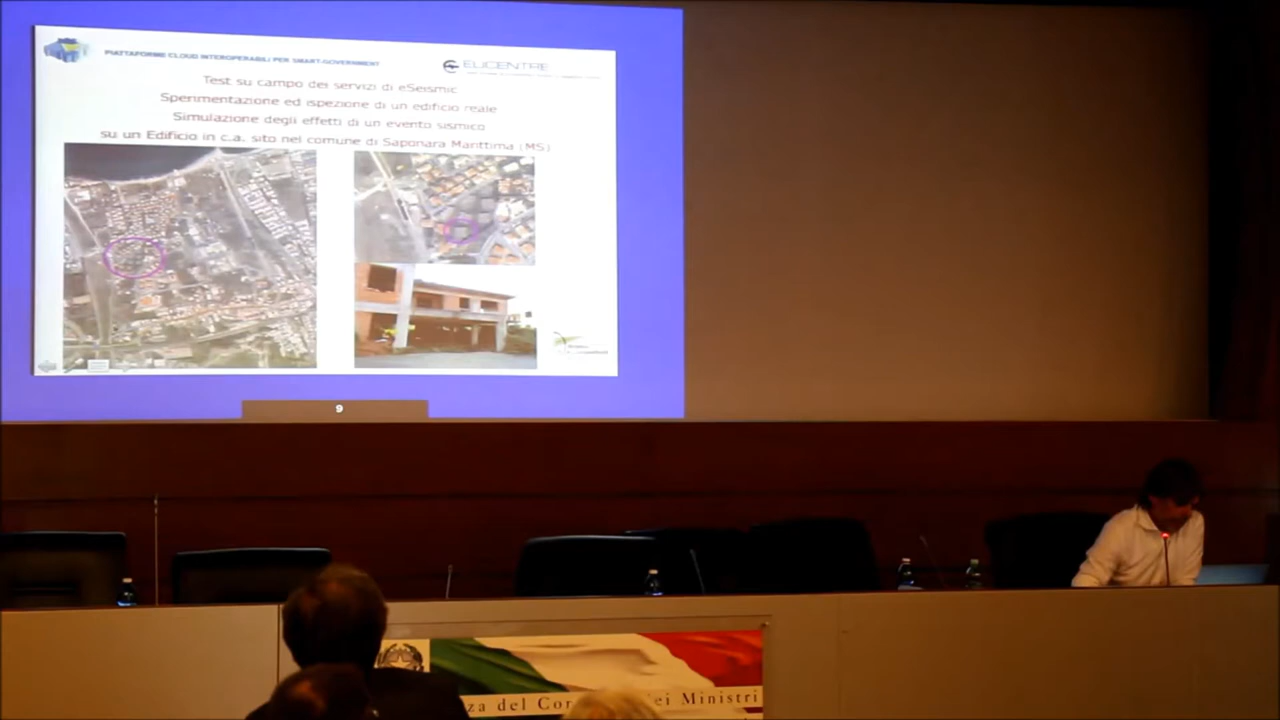 PIATTAFORME CLOUD INTEROPERABILI PER SMART-GOVERNMENT
EUCENTRE
Test su campo dei servizi di eSeismic
Sperimentazione ed ispezione di un edificio reale
Simulazione degli effetti di un evento sismico
su un Edificio in c.a. sito nel comune di Saponara Marittima (MS)
9
za del Con ei Ministri